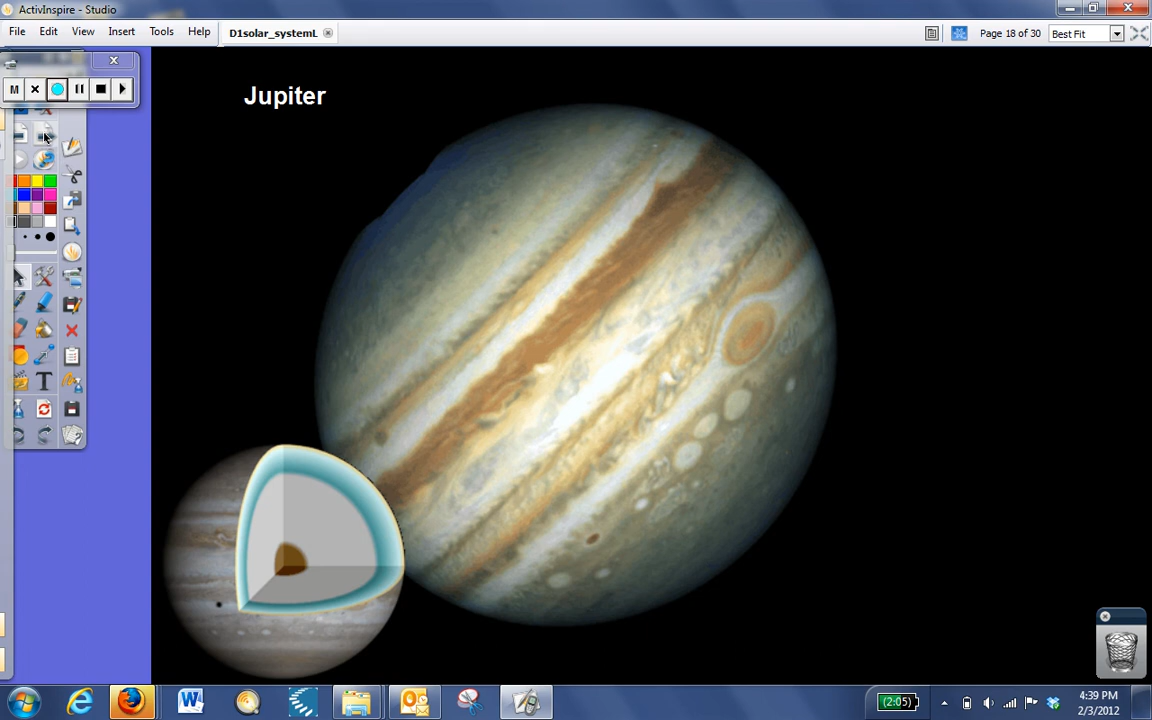 ActivInspire - Studio
File Edit View Insert Tools Help
D1solar_systemL
Page 18 of 30
Best Fit
M
Jupiter
T
W
(2:05)
4:39 PM
2/3/2012